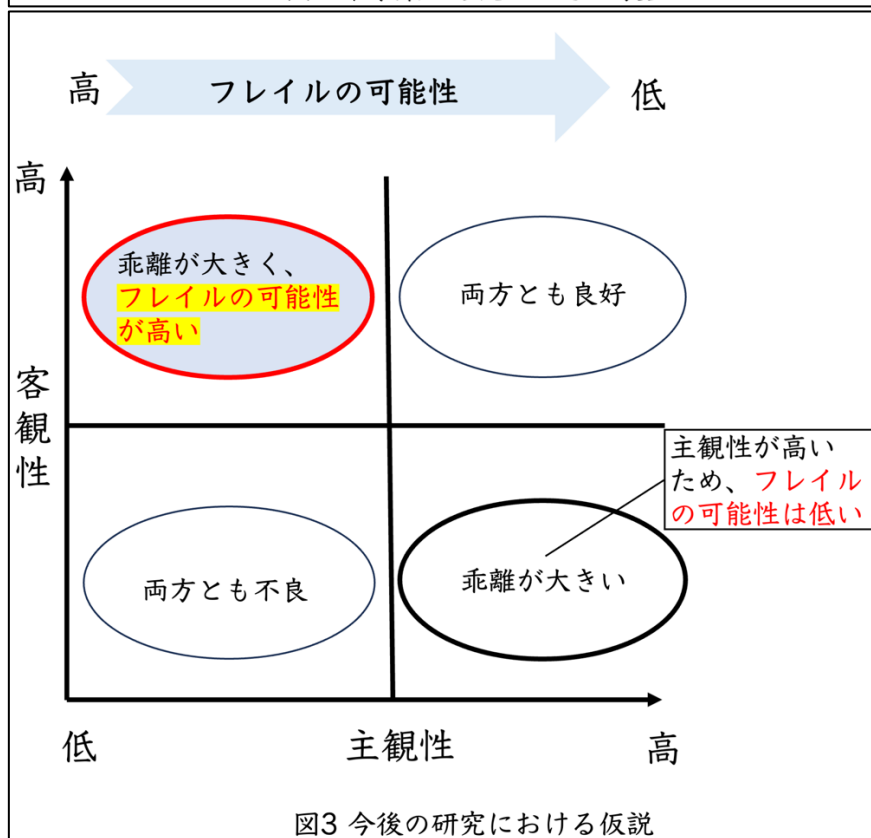 高
フレイルの可能性
低
高
乖離が大きく、
フレイルの可能性
が高い
両方とも良好
客観性
主観性が高い
ため、フレイル
の可能性は低い
両方とも不良
乖離が大きい
低
主観性
高
図3 今後の研究における仮説